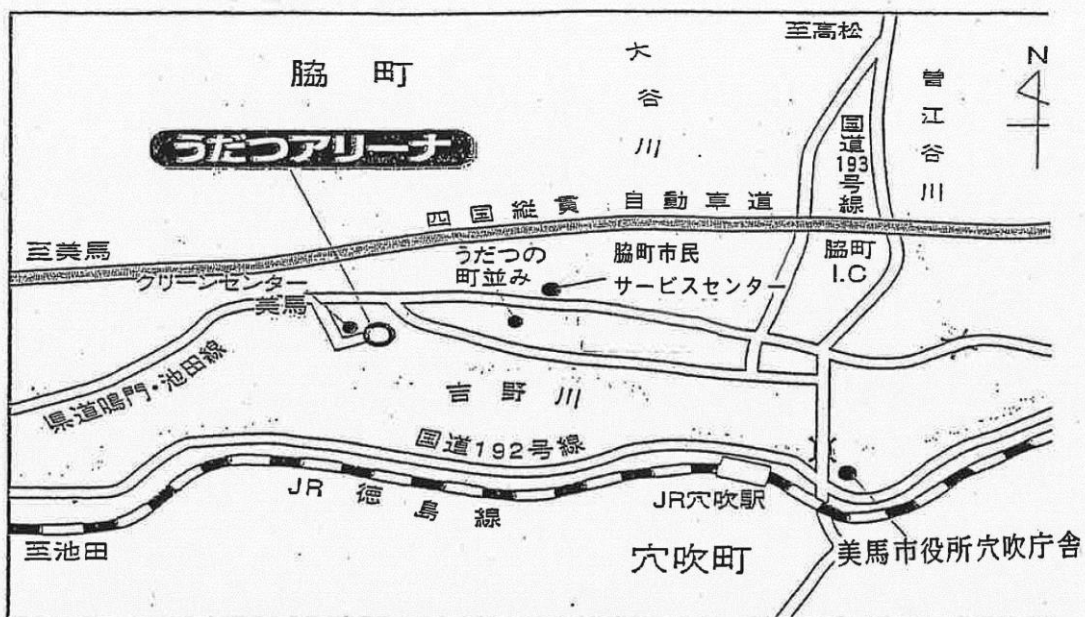 至高松
脇町
大谷川
曽江谷川
N
国道193号線
うだつアリーナ
四国縦貫自動車道
至美馬
うだつの
町並み
脇町市民
サービスセンター
脇町
I.C
クリーンセンター
美馬
県道鳴門・池田線
吉野川
国道192号線
JR徳島線
JR穴吹駅
至池田
穴吹町
美馬市役所穴吹庁舎